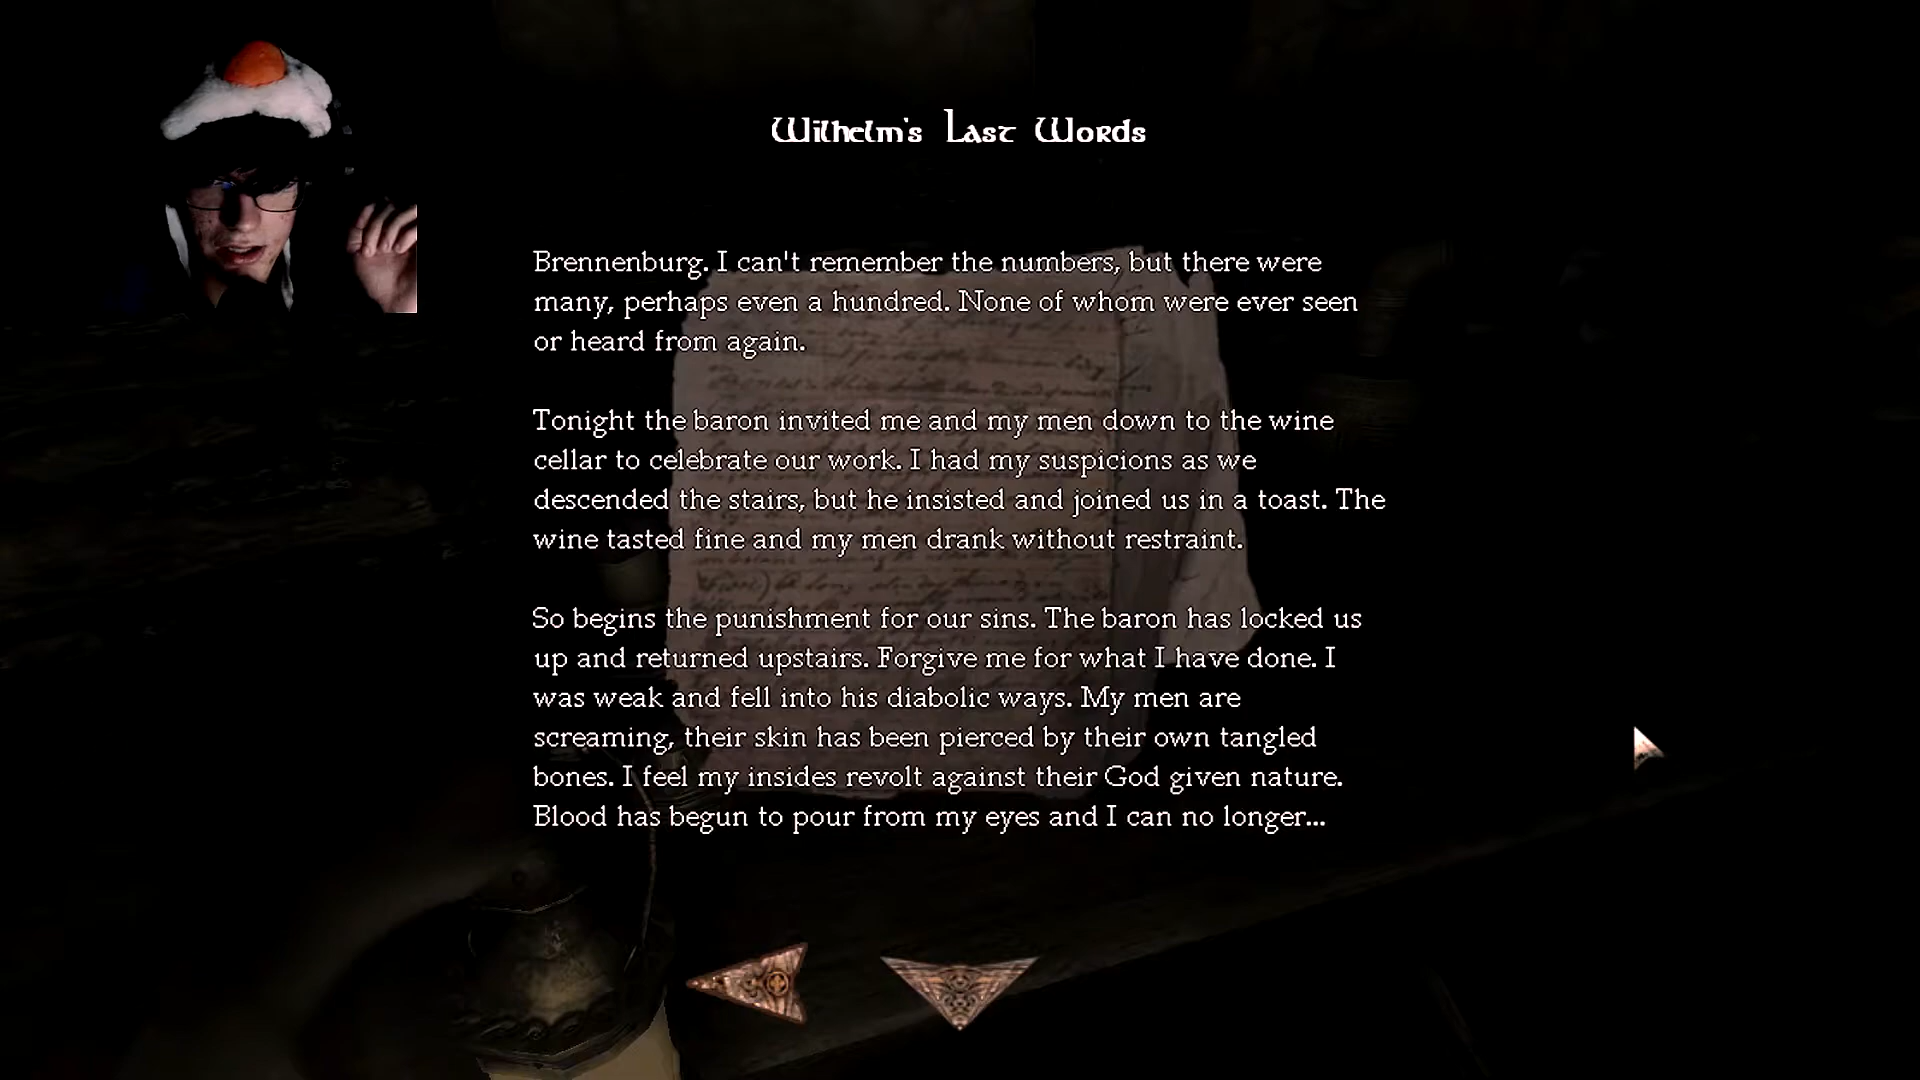 Wilhelm's Last Words
Brennenburg. I can't remember the numbers, but there were
many, perhaps even a hundred. None of whom were ever seen
or heard from again.
Tonight the baron invited me and my men down to the wine
cellar to celebrate our work. I had my suspicions as we
descended the stairs, but he insisted and joined us in a toast. The
wine tasted fine and my men drank without restraint.
So begins the punishment for our sins. The baron has locked us
up and returned upstairs. Forgive me for what I have done. I
was weak and fell into his diabolic ways. My men are
screaming, their skin has been pierced by their own tangled
bones. I feel my insides revolt against their God given nature.
Blood has begun to pour from my eyes and I can no longer...